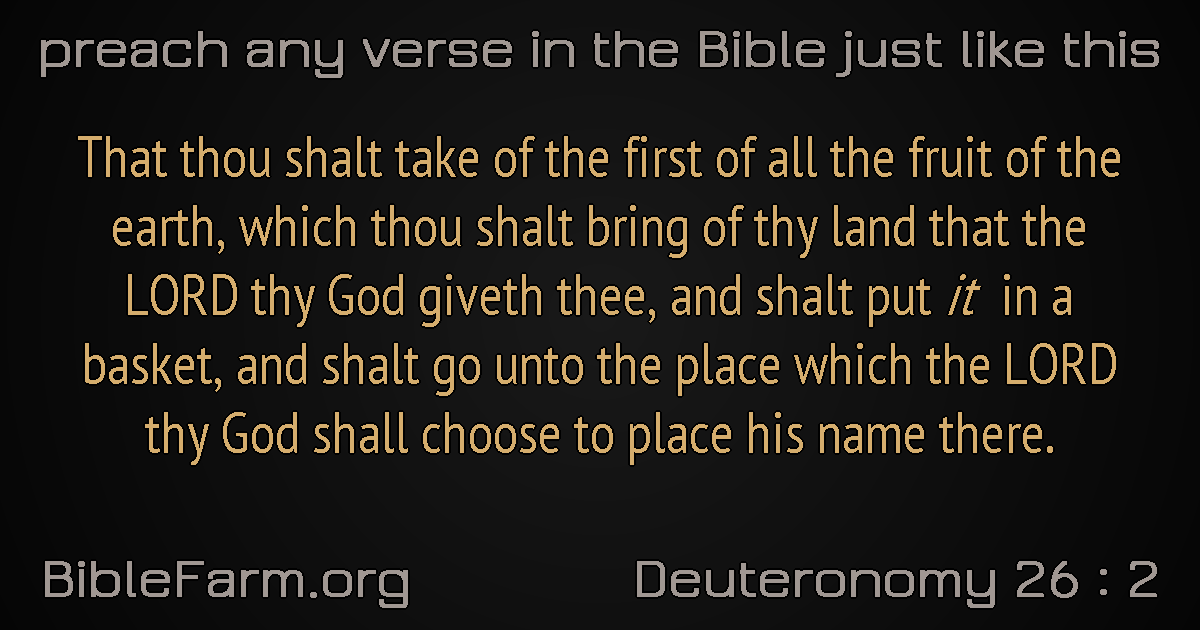 preach any verse in the Bible just like this
That thou shalt take of the first of all the fruit of the
earth, which thou shalt bring of thy land that the
LORD thy God giveth thee, and shalt put it in a
basket, and shalt go unto the place which the LORD
thy God shall choose to place his name there.
BibleFarm.org
Deuteronomy 26 : 2